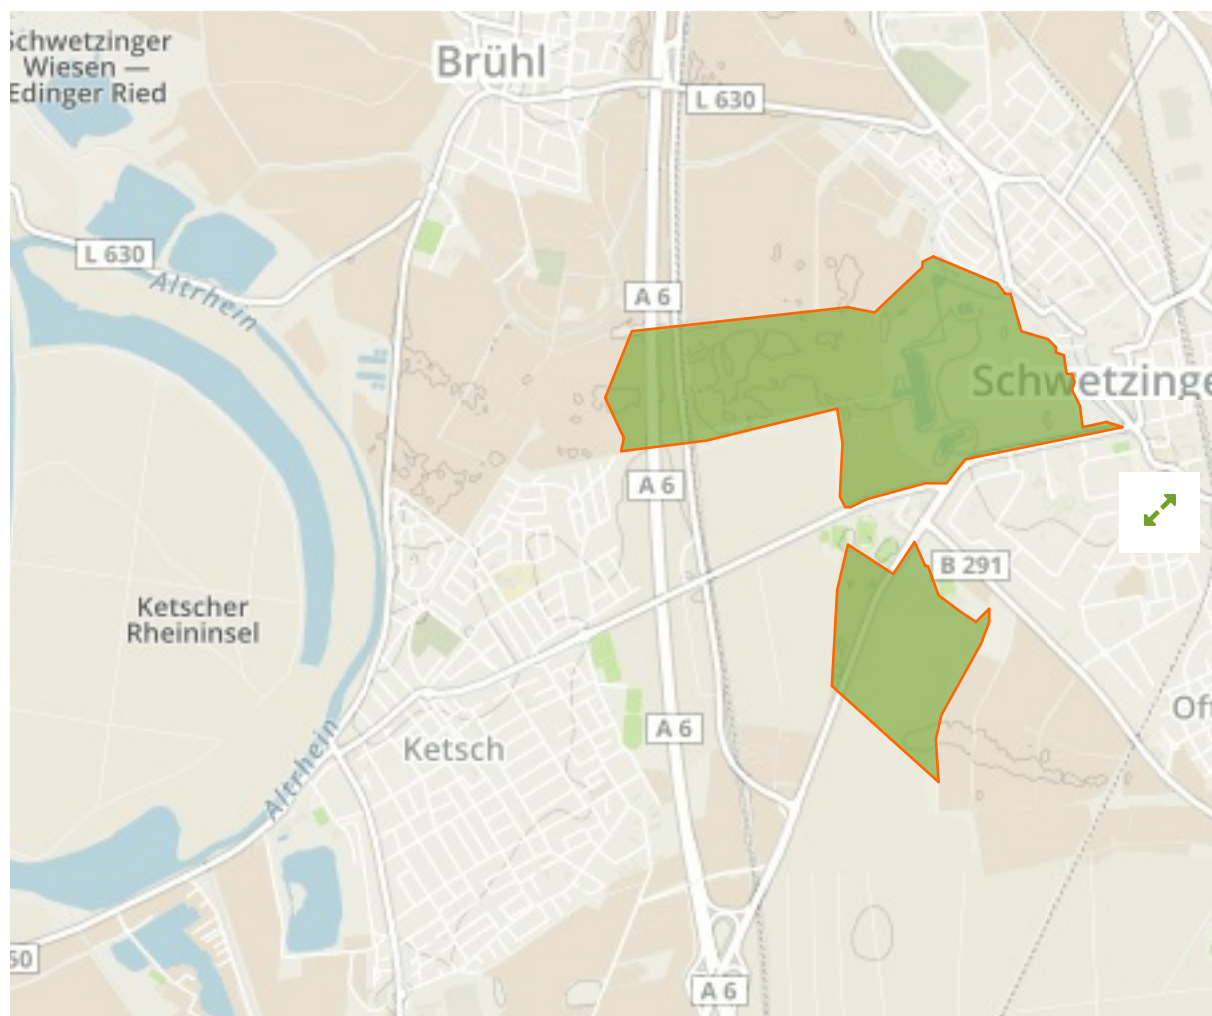 Schwetzinger
Wiesen —
Edinger Ried
Brühl
L 630
L 630
Altrhein
A 6
Schwetzinge
A 6
B 291
Ketscher
Rheininsel
Oft
A 6
Ketsch
Altrhein
50
A 6